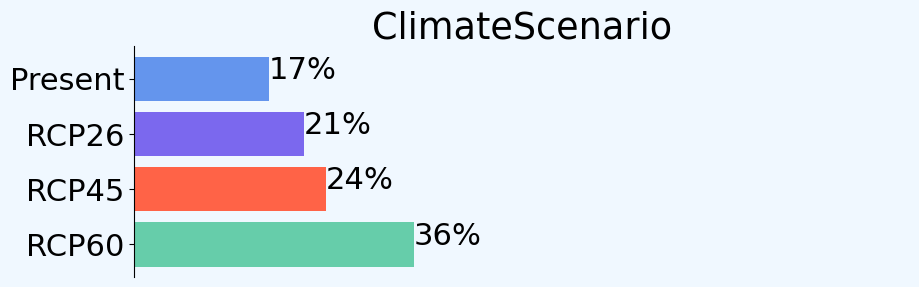 ClimateScenario
Present 17%
RCP26 21%
RCP45 24%
RCP60 36%